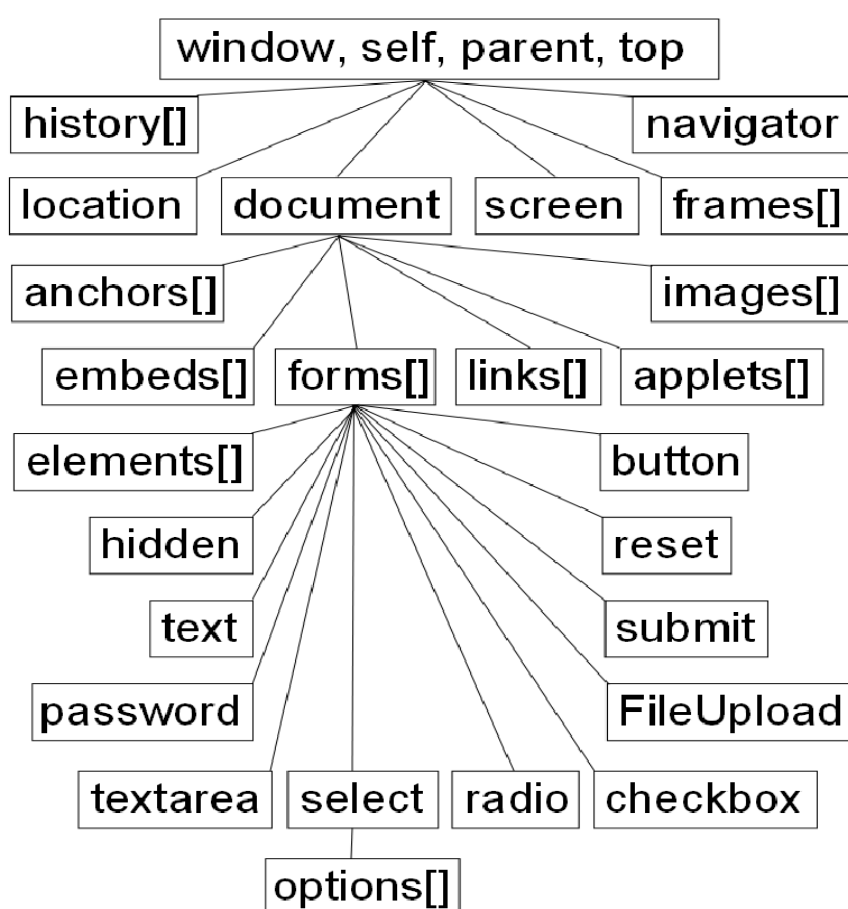 window, self, parent, top
history[] navigator
location document screen frames[]
anchors[] images[]
embeds[] forms[] links[] applets[]
elements[] button
hidden reset
text submit
password FileUpload
textarea select radio checkbox
options[]